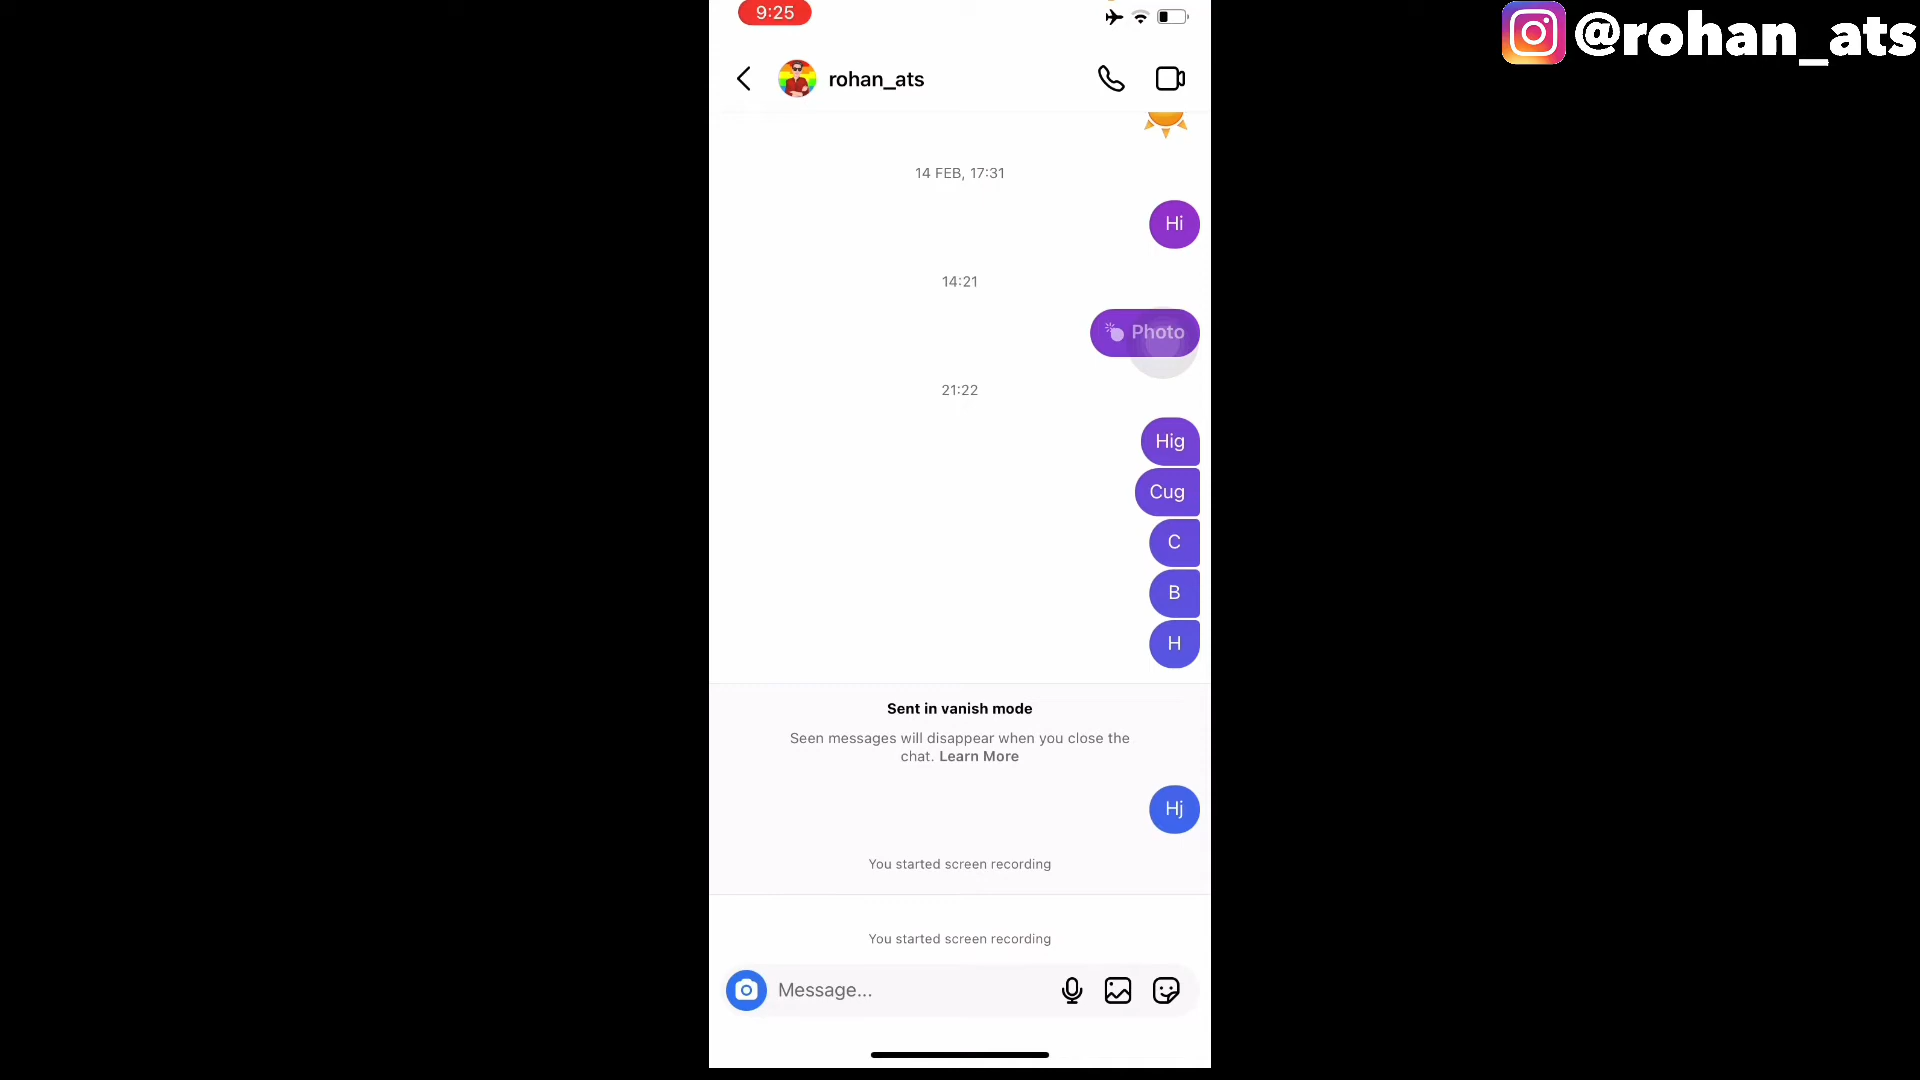 9:25
@rohan_ats
rohan_ats
14 FEB, 17:31
Hi
14:21
Photo
21:22
Hig
Cug
C
B
H
Sent in vanish mode
Seen messages will disappear when you close the
chat. Learn More
Hj
You started screen recording
You started screen recording
Message...